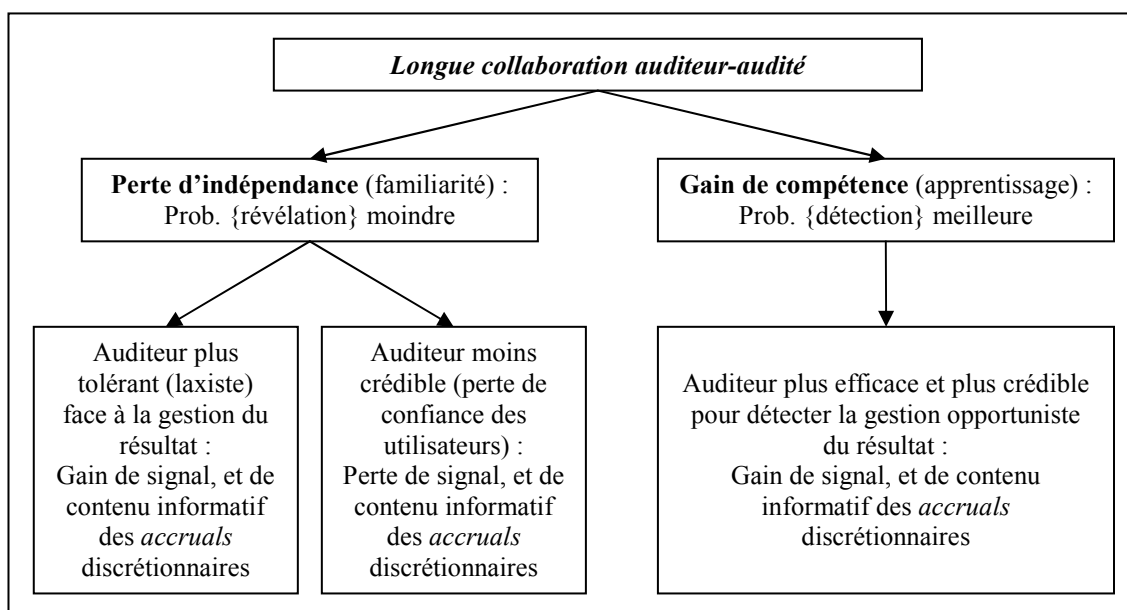 Longue collaboration auditeur-audité
Perte d’indépendance (familiarité) :
Prob. {révélation} moindre
Gain de compétence (apprentissage) :
Prob. {détection} meilleure
Auditeur plus
tolérant (laxiste)
face à la gestion du
résultat :
Gain de signal, et de
contenu informatif
des accruals
discrétionnaires
Auditeur moins
crédible (perte de
confiance des
utilisateurs) :
Perte de signal, et de
contenu informatif
des accruals
discrétionnaires
Auditeur plus efficace et plus crédible
pour détecter la gestion opportuniste
du résultat :
Gain de signal, et de contenu
informatif des accruals
discrétionnaires